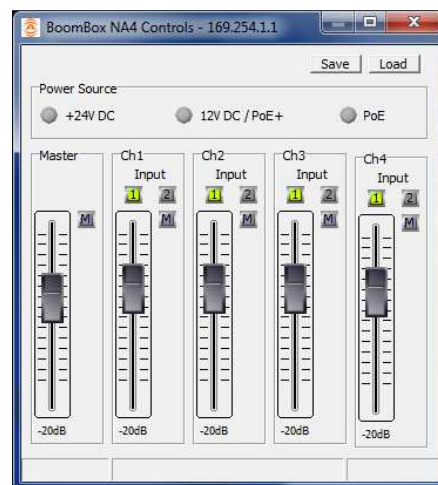 BoomBox NA4 Controls - 169.254.1.1
Save Load
Power Source
+24V DC 12V DC / PoE+ PoE
Master Ch1 Ch2 Ch3 Ch4
Input Input Input Input
1 2 1 2 1 2 1 2
M M M M M
-20dB -20dB -20dB -20dB -20dB